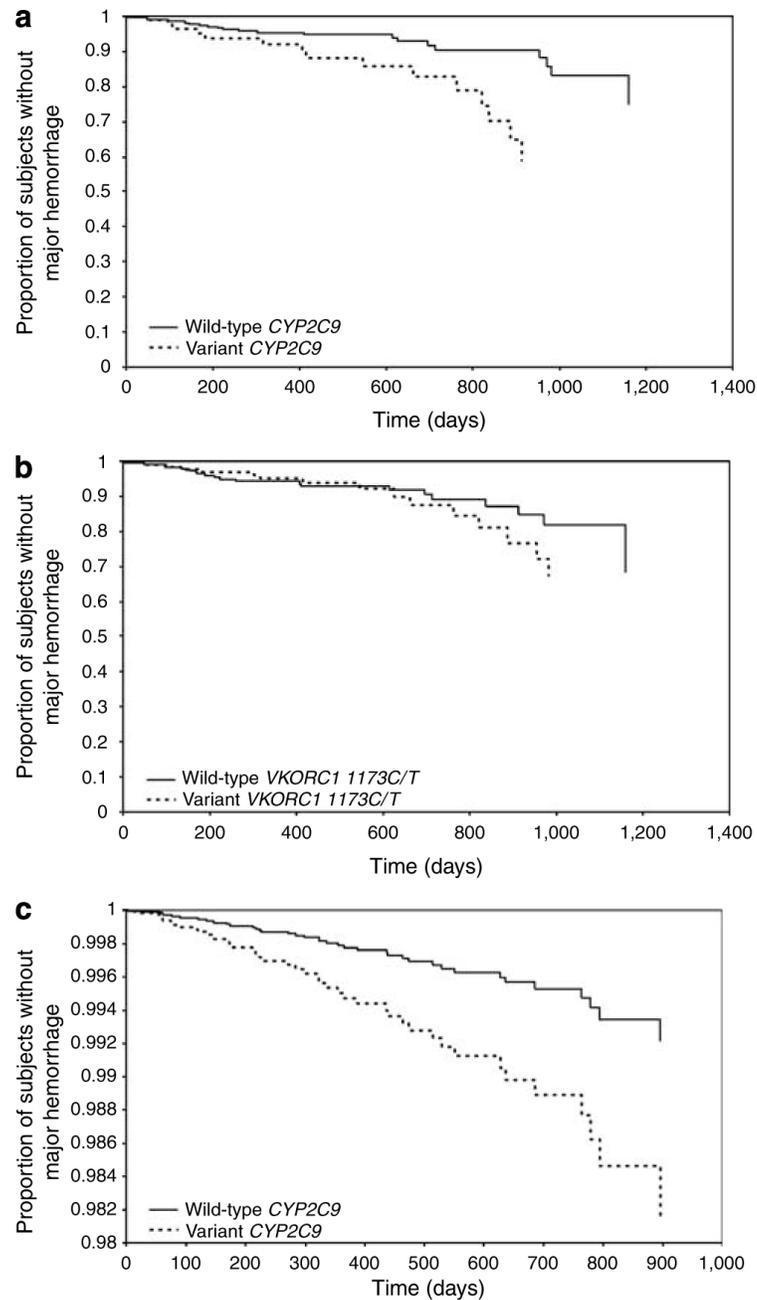 a
Proportion of subjects without
major hemorrhage
1
0.9
0.8
0.7
0.6
0.5
0.4
0.3
0.2
0.1
0
Wild-type CYP2C9
Variant CYP2C9
0 200 400 600 800 1,000 1,200 1,400
Time (days)
b
Proportion of subjects without
major hemorrhage
1
0.9
0.8
0.7
0.6
0.5
0.4
0.3
0.2
0.1
0
Wild-type VKORC1 1173C/T
Variant VKORC1 1173C/T
0 200 400 600 800 1,000 1,200 1,400
Time (days)
c
Proportion of subjects without
major hemorrhage
1
0.998
0.996
0.994
0.992
0.99
0.988
0.986
0.984
0.982
0.98
Wild-type CYP2C9
Variant CYP2C9
0 100 200 300 400 500 600 700 800 900 1,000
Time (days)